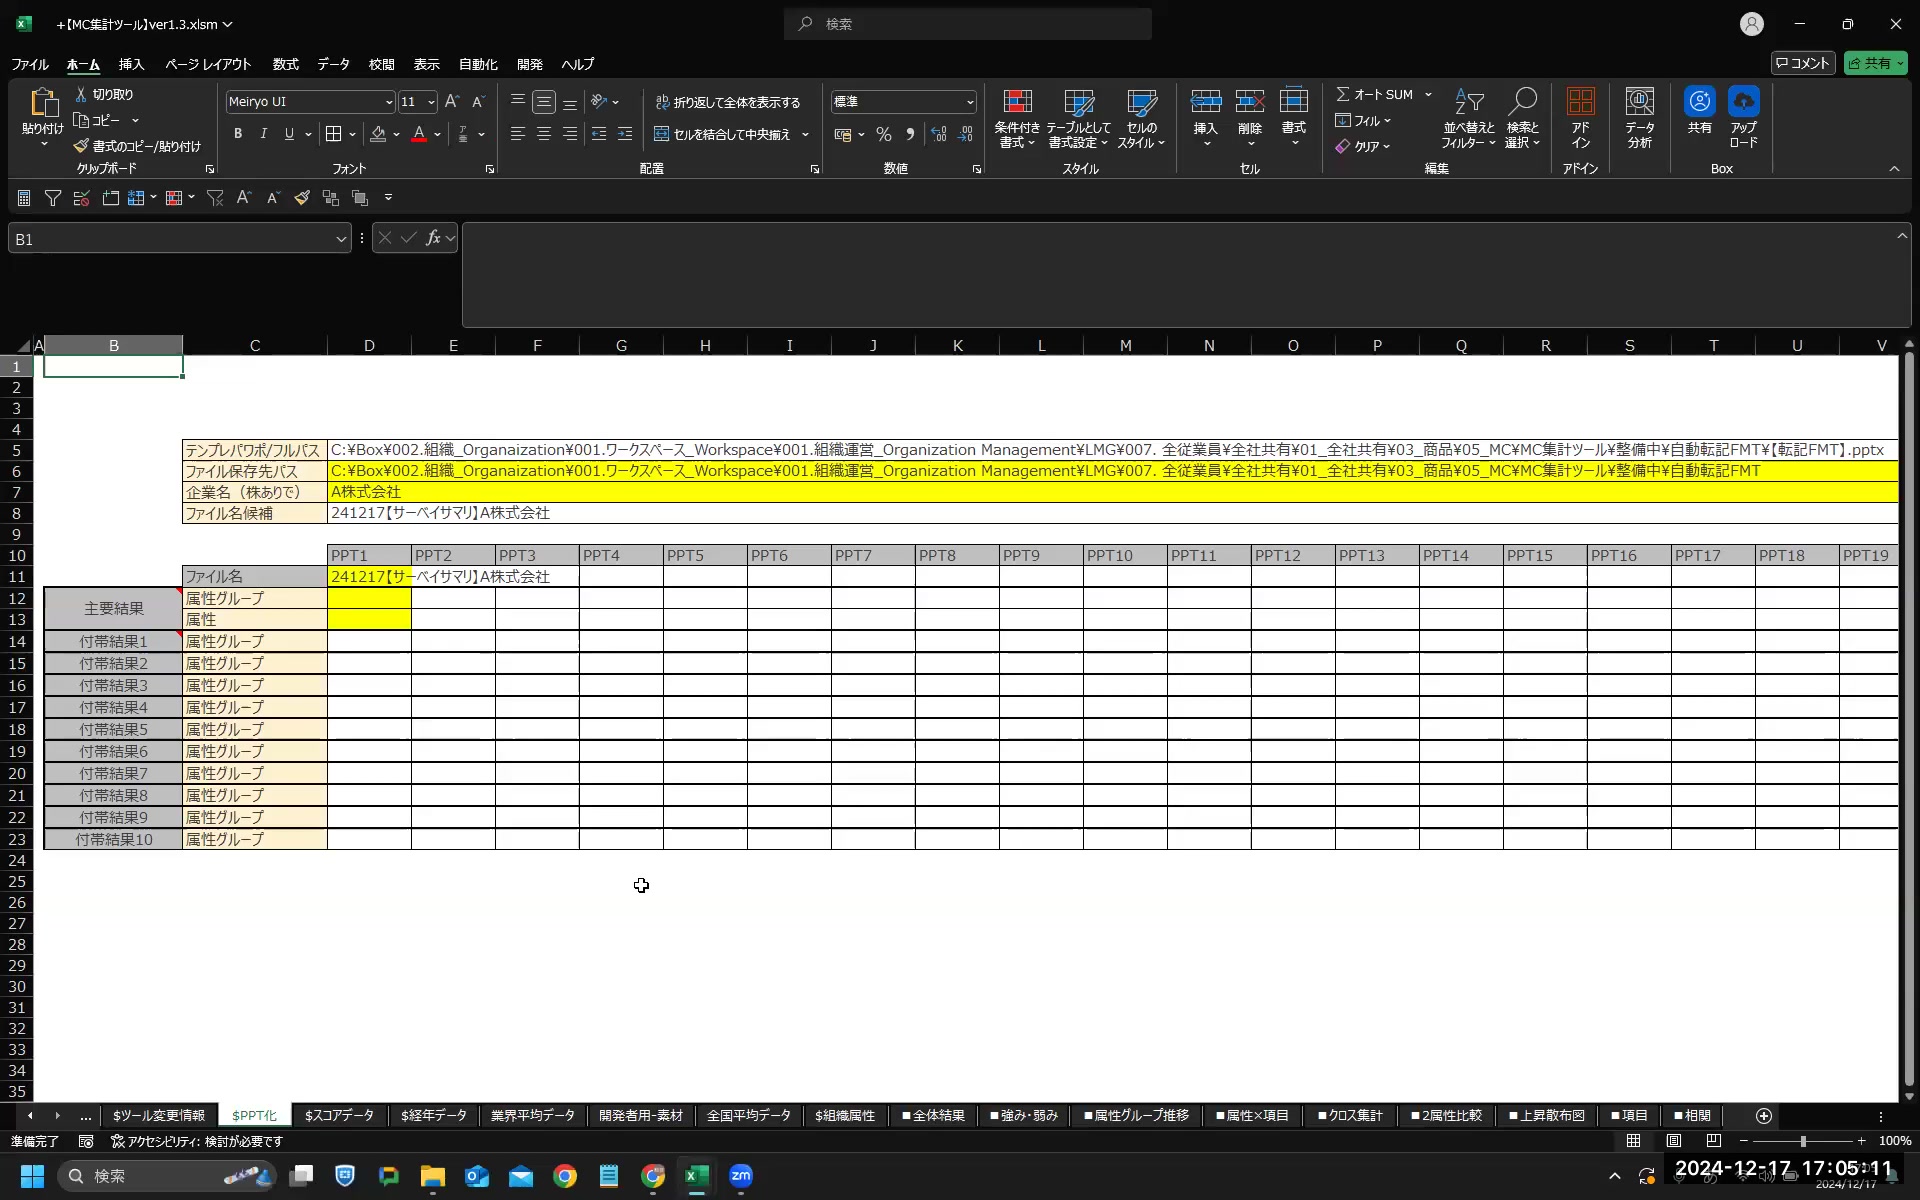 +【MC集計ツール】ver1.3.xlsm
検索
ファイル ホーム 挿入 ページ レイアウト 数式 データ 校閲 表示 自動化 開発 ヘルプ
コメント 共有
貼り付け
切り取り
コピー
書式のコピー/貼り付け
クリップボード
Meiryo UI 11
B I U
フォント
折り返して全体を表示する
セルを結合して中央揃え
配置
標準
数値
条件付き書式
テーブルとして書式設定
セルのスタイル
スタイル
挿入 削除 書式
セル
オート SUM
フィル
クリア
並べ替えと フィルター
検索と 選択
編集
アドイン
アドイン
データ 分析
共有
アップロード
Box
B1
fx
A B C D E F G H I J K L M N O P Q R S T U V
1
2
3
4
5 テンプレパワポ/フルパス C:¥Box¥002.組織_Organaization¥001.ワークスペース_Workspace¥001.組織運営_Organization Management¥LMG¥007. 全従業員¥全社共有¥01_全社共有¥03_商品¥05_MC¥MC集計ツール¥整備中¥自動転記FMT¥【転記FMT】.pptx
6 ファイル保存先パス C:¥Box¥002.組織_Organaization¥001.ワークスペース_Workspace¥001.組織運営_Organization Management¥LMG¥007. 全従業員¥全社共有¥01_全社共有¥03_商品¥05_MC¥MC集計ツール¥整備中¥自動転記FMT
7 企業名（株ありで） A株式会社
8 ファイル名候補 241217【サーベイサマリ】A株式会社
9
10 PPT1 PPT2 PPT3 PPT4 PPT5 PPT6 PPT7 PPT8 PPT9 PPT10 PPT11 PPT12 PPT13 PPT14 PPT15 PPT16 PPT17 PPT18 PPT19
11 ファイル名 241217【サーベイサマリ】A株式会社
12 主要結果 属性グループ
13 属性
14 付帯結果1 属性グループ
15 付帯結果2 属性グループ
16 付帯結果3 属性グループ
17 付帯結果4 属性グループ
18 付帯結果5 属性グループ
19 付帯結果6 属性グループ
20 付帯結果7 属性グループ
21 付帯結果8 属性グループ
22 付帯結果9 属性グループ
23 付帯結果10 属性グループ
24
25
26
27
28
29
30
31
32
33
34
35
... $ツール変更情報 $PPT化 $スコアデータ $経年データ 業界平均データ 開発者用-素材 全国平均データ $組織属性 ■全体結果 ■強み・弱み ■属性グループ推移 ■属性×項目 ■クロス集計 ■2属性比較 ■上昇散布図 ■項目 ■相関
準備完了 アクセシビリティ: 検討が必要です 100%
検索
zm
2024-12-17 17:05:11
2024/12/17